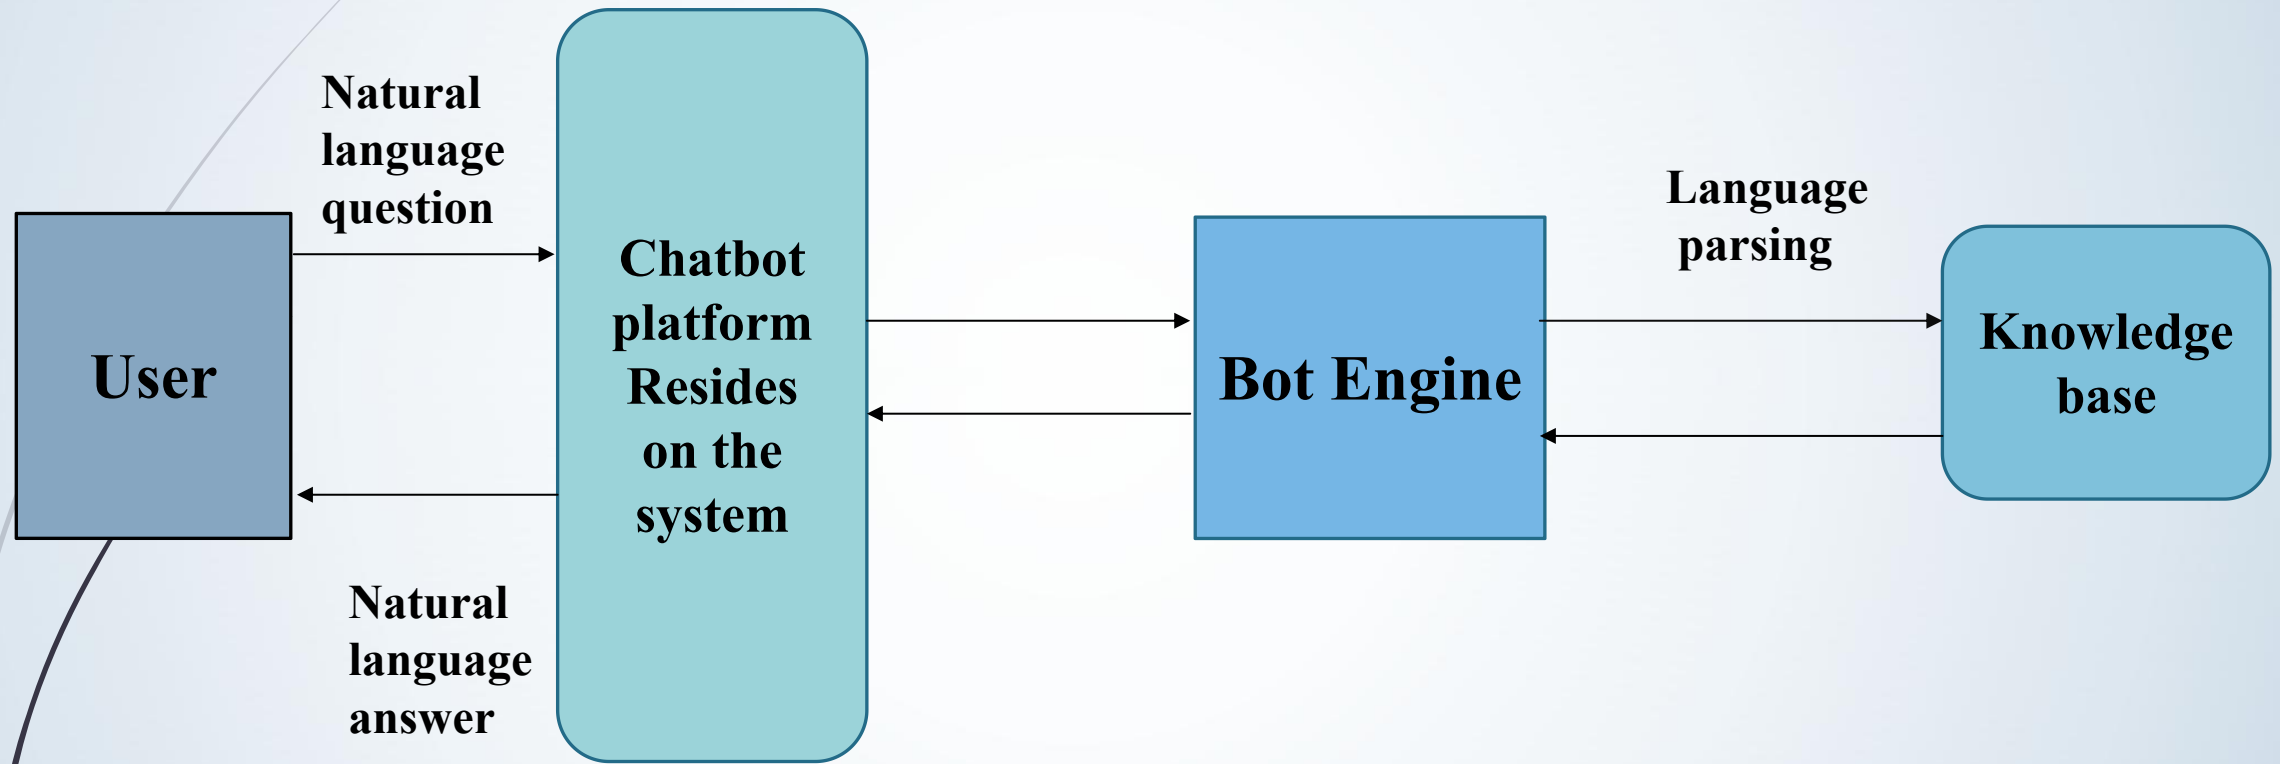 Natural
language
question
User
Natural
language
answer
Chatbot
platform
Resides
on the
system
Bot Engine
Language
parsing
Knowledge
base